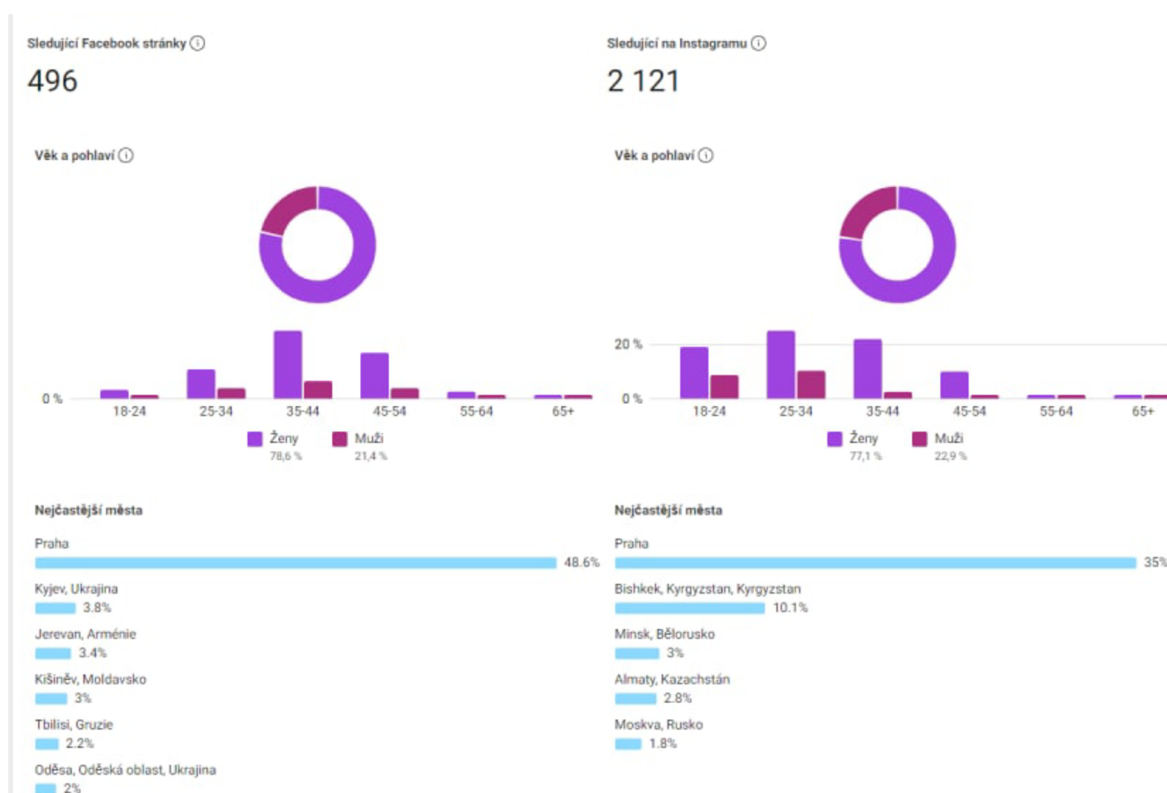 Sledující Facebook stránky
496
Věk a pohlaví
0 %
18-24 25-34 35-44 45-54 55-64 65+
Ženy Muži
78,6 % 21,4 %
Nejčastější města
Praha
48.6%
Kyjev, Ukrajina
3.8%
Jerevan, Arménie
3.4%
Kišiněv, Moldavsko
3%
Tbilisi, Gruzie
2.2%
Oděsa, Oděská oblast, Ukrajina
2%
Sledující na Instagramu
2 121
Věk a pohlaví
20 %
0 %
18-24 25-34 35-44 45-54 55-64 65+
Ženy Muži
77,1 % 22,9 %
Nejčastější města
Praha
35%
Bishkek, Kyrgyzstan, Kyrgyzstan
10.1%
Minsk, Bělorusko
3%
Almaty, Kazachstán
2.8%
Moskva, Rusko
1.8%